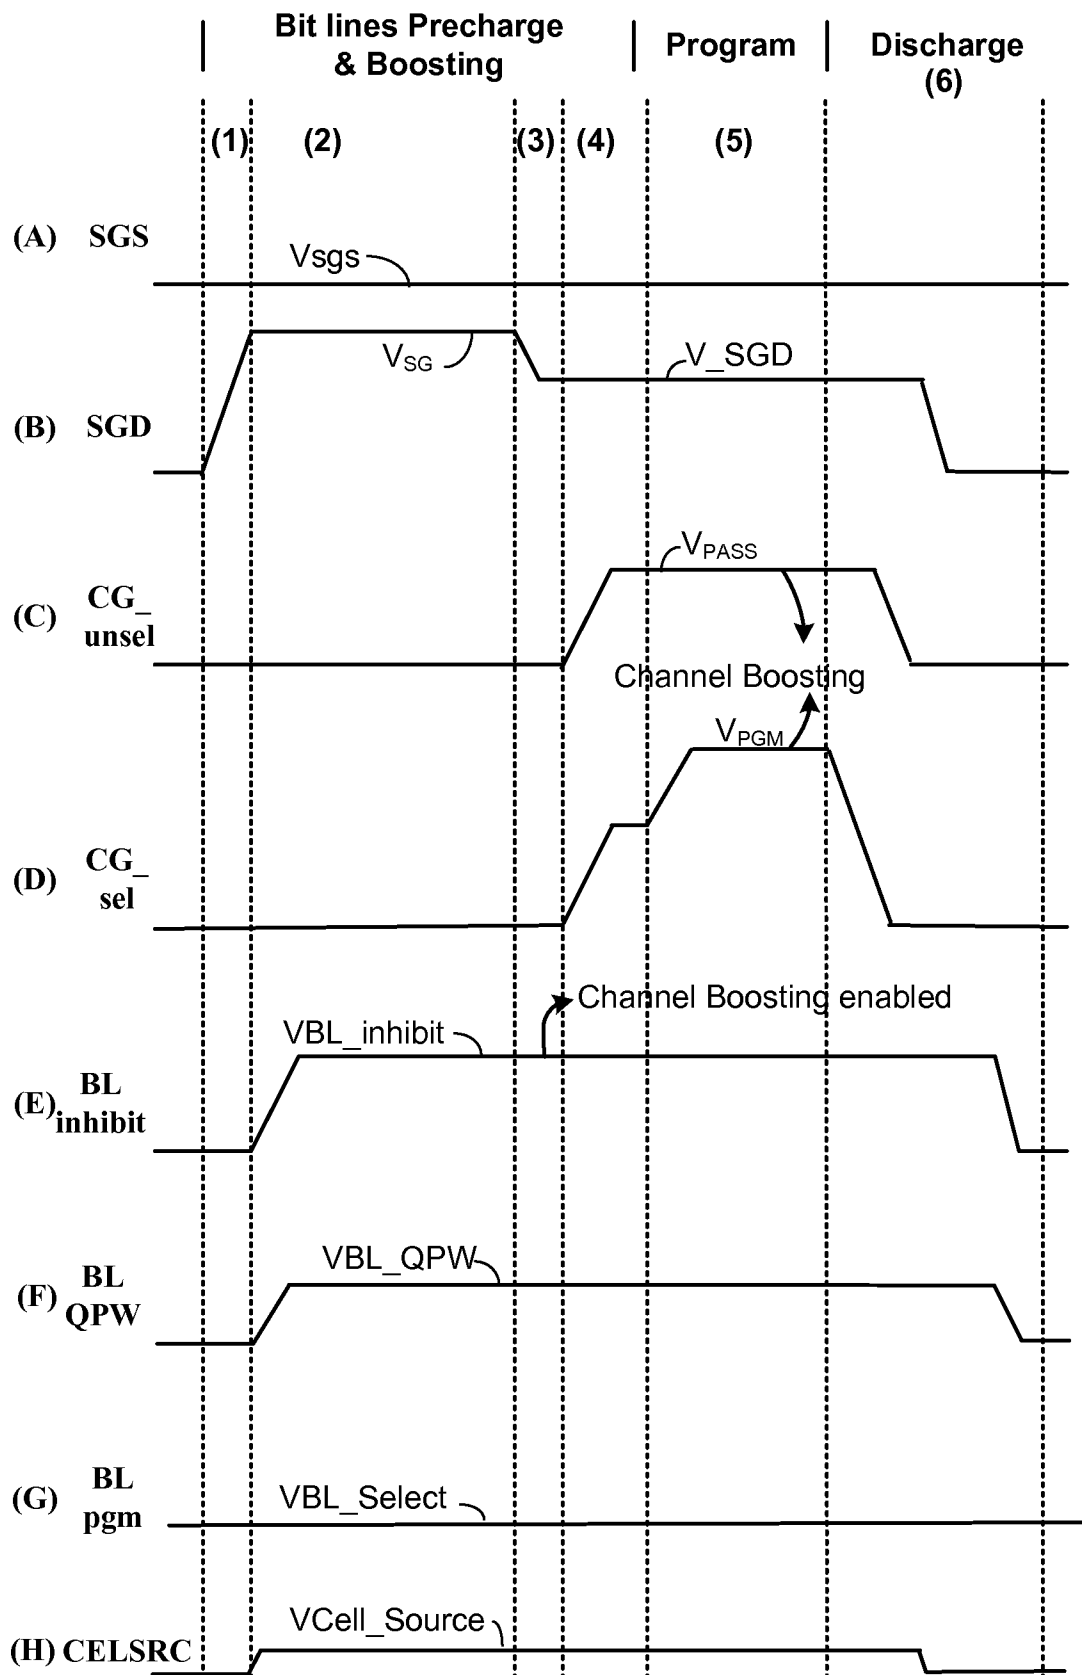 Bit lines Precharge
& Boosting
Program
Discharge
(6)
(1)
(2)
(3)
(4)
(5)
(A) SGS
Vsgs
VSG
V_SGD
(B) SGD
VPASS
(C) CG_
unsel
Channel Boosting
VPGM
(D) CG_
sel
Channel Boosting enabled
VBL_inhibit
(E) BL
inhibit
VBL_QPW
(F) BL
QPW
(G) BL
pgm
VBL_Select
VCell_Source
(H) CELSRC